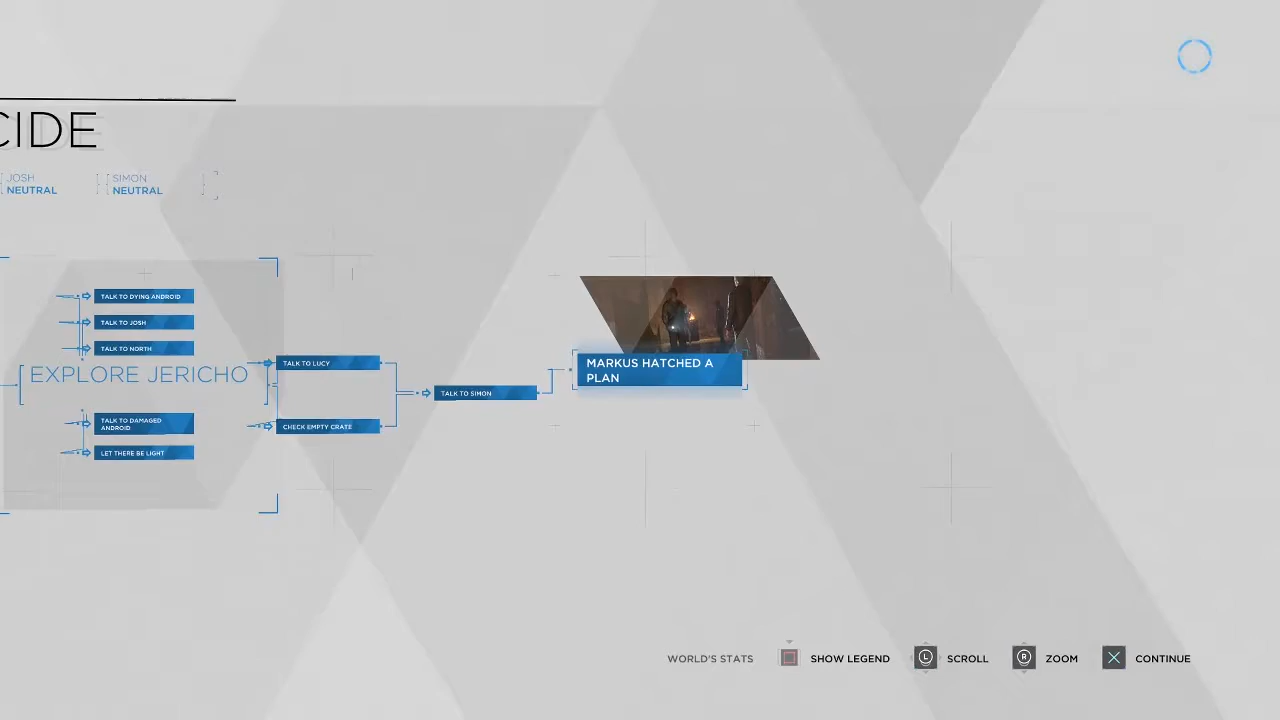 CIDE
JOSH
NEUTRAL
SIMON
NEUTRAL
TALK TO DYING ANDROID
TALK TO JOSH
TALK TO NORTH
EXPLORE JERICHO
TALK TO DAMAGED
ANDROID
LET THERE BE LIGHT
TALK TO LUCY
CHECK EMPTY CRATE
TALK TO SIMON
MARKUS HATCHED A
PLAN
WORLD'S STATS
SHOW LEGEND
L
SCROLL
R
ZOOM
CONTINUE